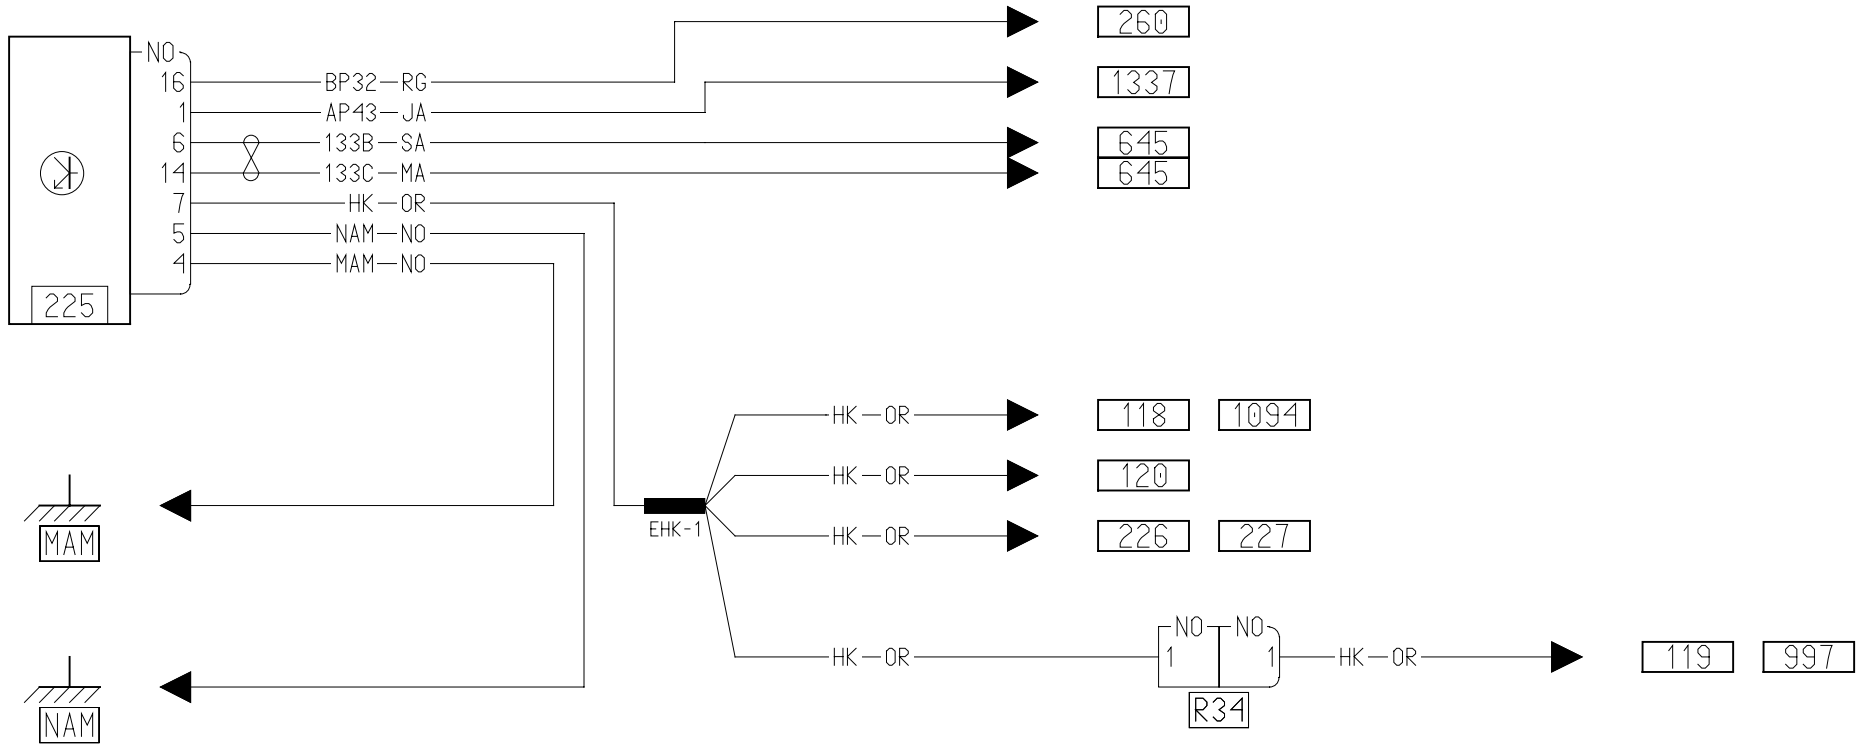 260
NO
16 BP32 RG 1337
1 AP43 JA
6 133B SA 645
14 133C MA 645
7 HK OR
5 NAM NO
4 MAM NO
225
HK OR 118 1094
HK OR 120
EHK-1
HK OR 226 227
MAM
NO NO
HK OR 1 1 HK OR 119 997
R34
NAM